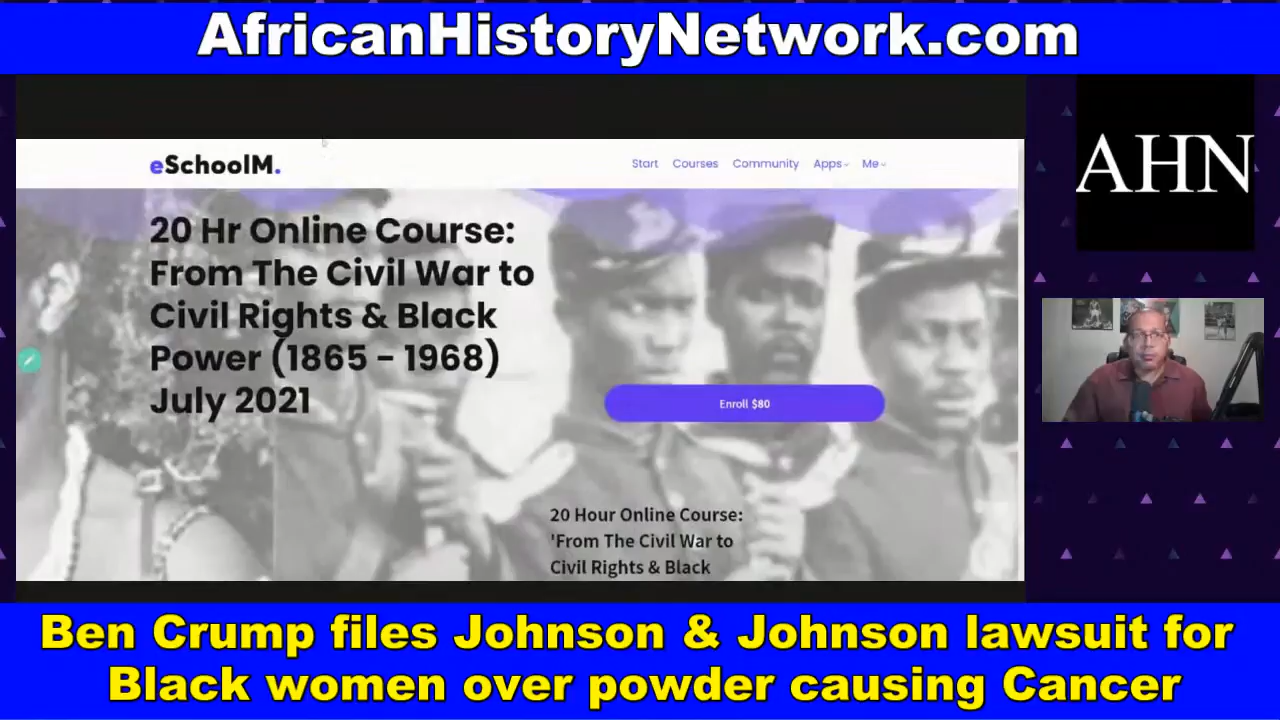 AfricanHistoryNetwork.com
eSchoolM.
Start Courses Community Apps Me
AHN
20 Hr Online Course:
From The Civil War to
Civil Rights & Black
Power (1865 - 1968)
July 2021
Enroll $80
20 Hour Online Course:
'From The Civil War to
Civil Rights & Black
Ben Crump files Johnson & Johnson lawsuit for
Black women over powder causing Cancer